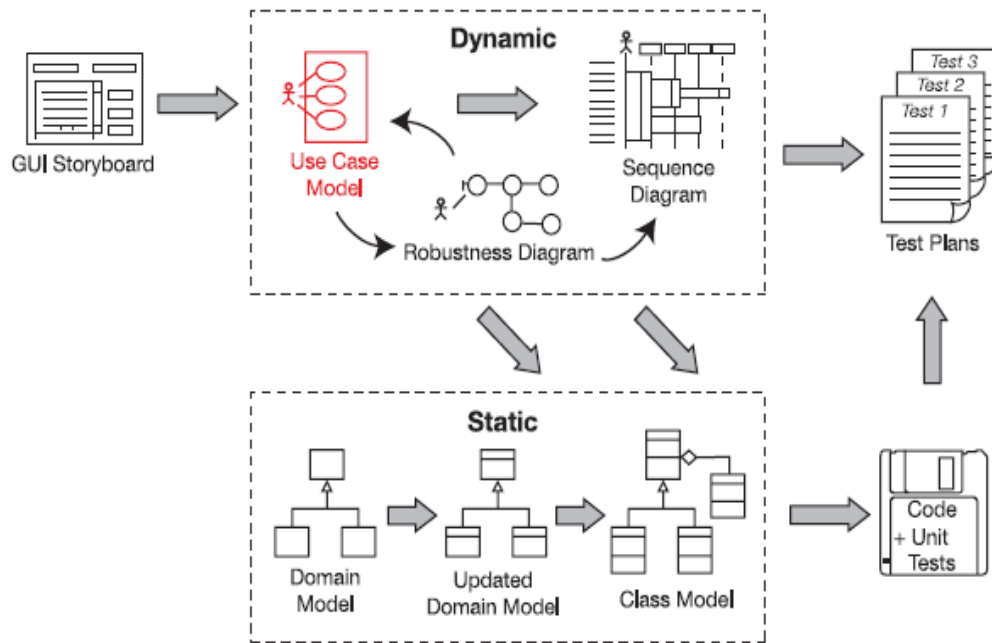 Dynamic
GUI Storyboard
Use Case
Model
Robustness Diagram
Sequence
Diagram
Test 3
Test 2
Test 1
Test Plans
Static
Domain
Model
Updated
Domain Model
Class Model
Code
+ Unit
Tests